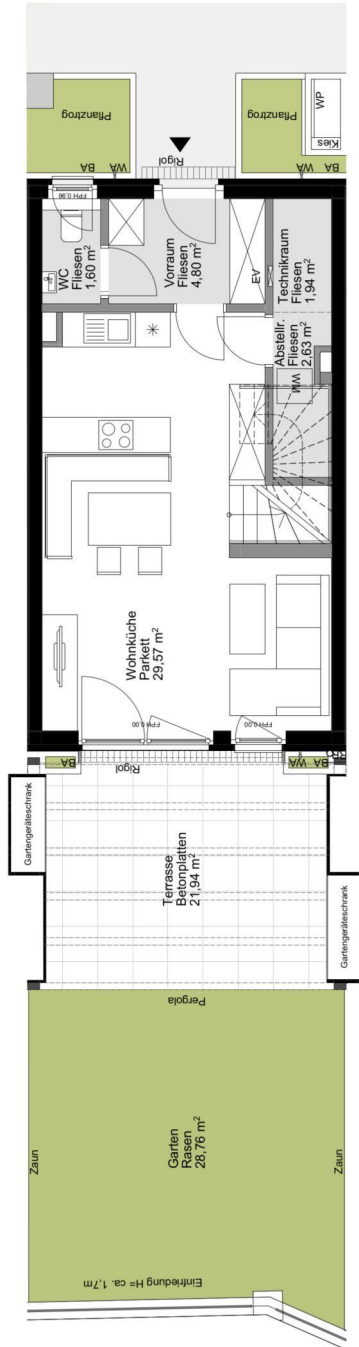 Pflanztrog
BA
WA
Rigol
Pflanztrog
WA
BA
WP
Kies
FPH 0,96
WC
Fliesen
1,60 m²
Vorraum
Fliesen
4,80 m²
EV
Technikraum
Fliesen
1,94 m²
Abstellr.
Fliesen
2,63 m²
WM
Wohnküche
Parkett
29,57 m²
FPH 0,00
FPH 0,00
BA
Rigol
WA
BA
Gartengeräteschrank
Terrasse
Betonplatten
21,94 m²
Gartengeräteschrank
Pergola
Zaun
Garten
Rasen
28,76 m²
Zaun
Einfriedung H= ca. 1,7m